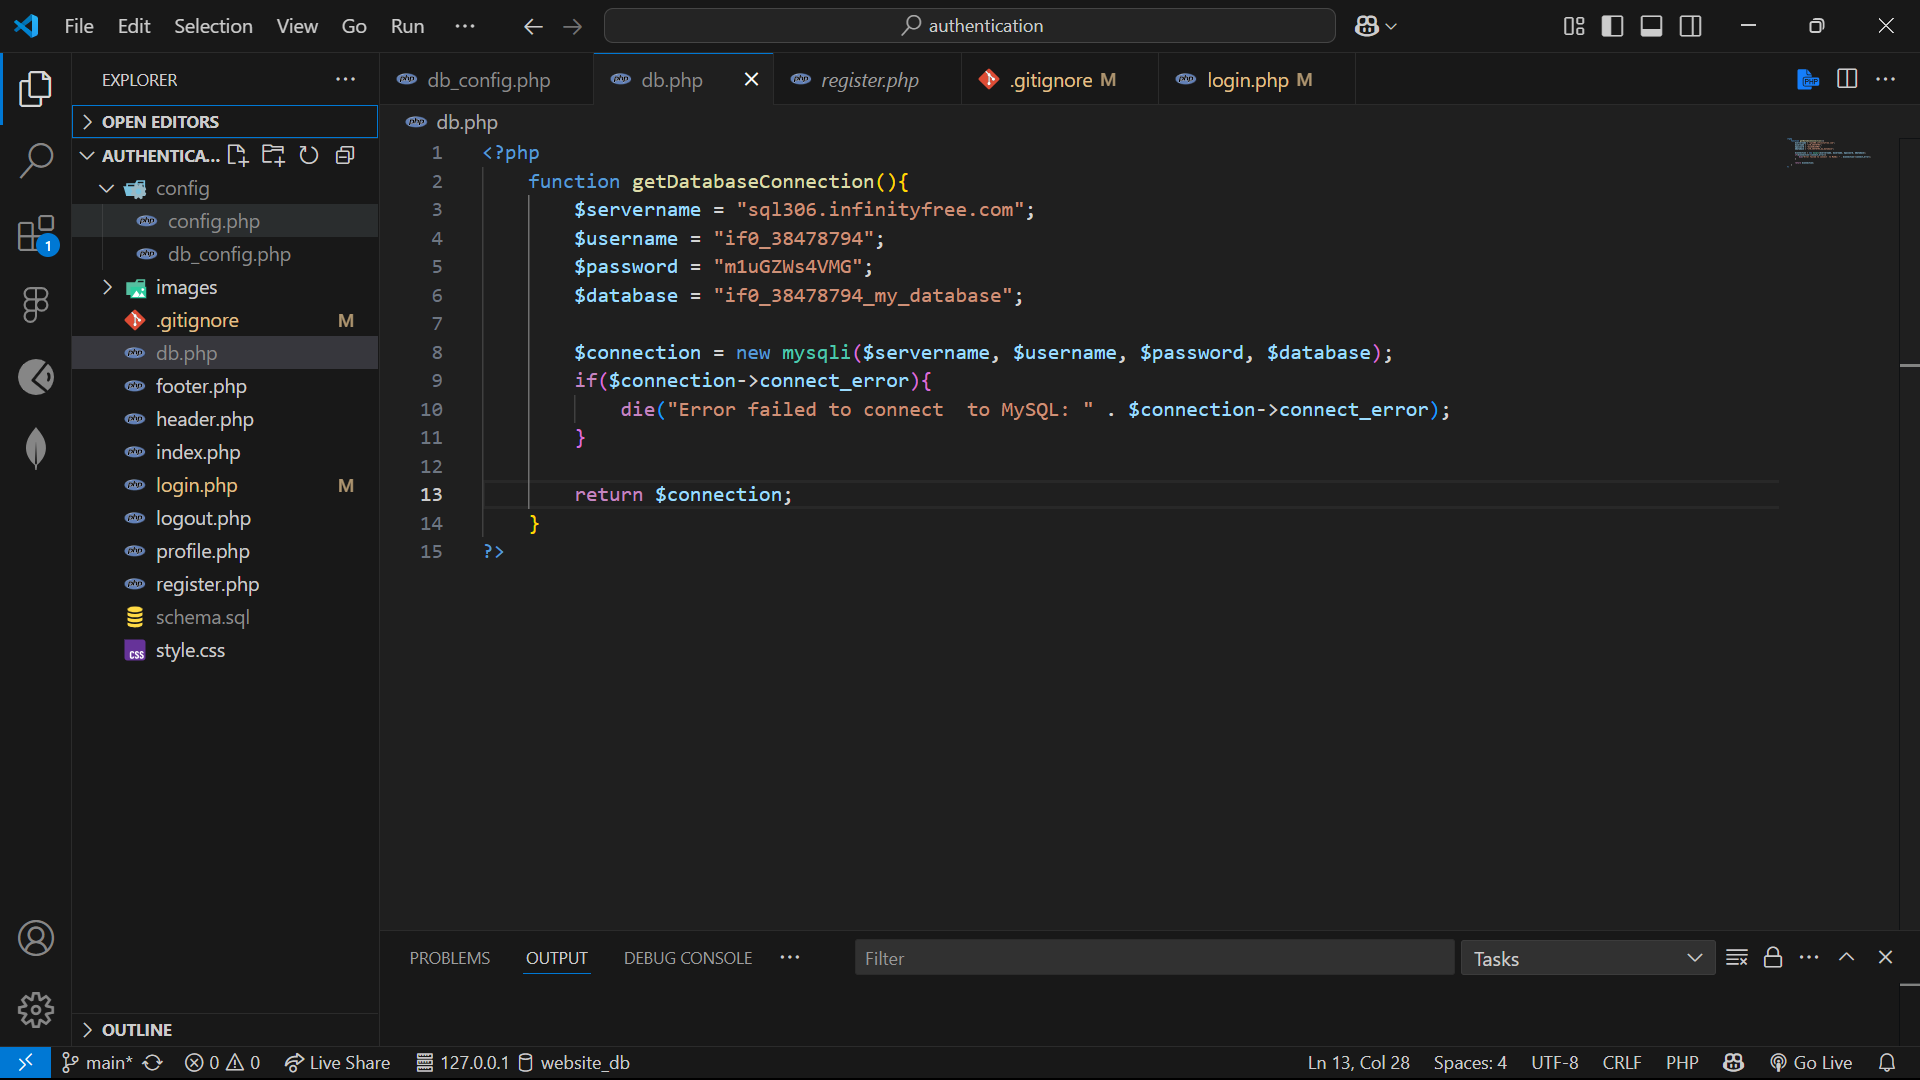 File Edit Selection View Go Run ··· authentication
EXPLORER ···
OPEN EDITORS
AUTHENTICA...
config
config.php
db_config.php
images
.gitignore M
db.php
footer.php
header.php
index.php
login.php M
logout.php
profile.php
register.php
schema.sql
style.css
OUTLINE
db_config.php db.php register.php .gitignore M login.php M
db.php
1 <?php
2 function getDatabaseConnection(){
3 $servername = "sql306.infinityfree.com";
4 $username = "if0_38478794";
5 $password = "m1uGZWs4VMG";
6 $database = "if0_38478794_my_database";
7
8 $connection = new mysqli($servername, $username, $password, $database);
9 if($connection->connect_error){
10 die("Error failed to connect  to MySQL: " . $connection->connect_error);
11 }
12
13 return $connection;
14 }
15 ?>
PROBLEMS OUTPUT DEBUG CONSOLE ··· Filter Tasks
main* 0 0 Live Share 127.0.0.1 website_db Ln 13, Col 28 Spaces: 4 UTF-8 CRLF PHP Go Live